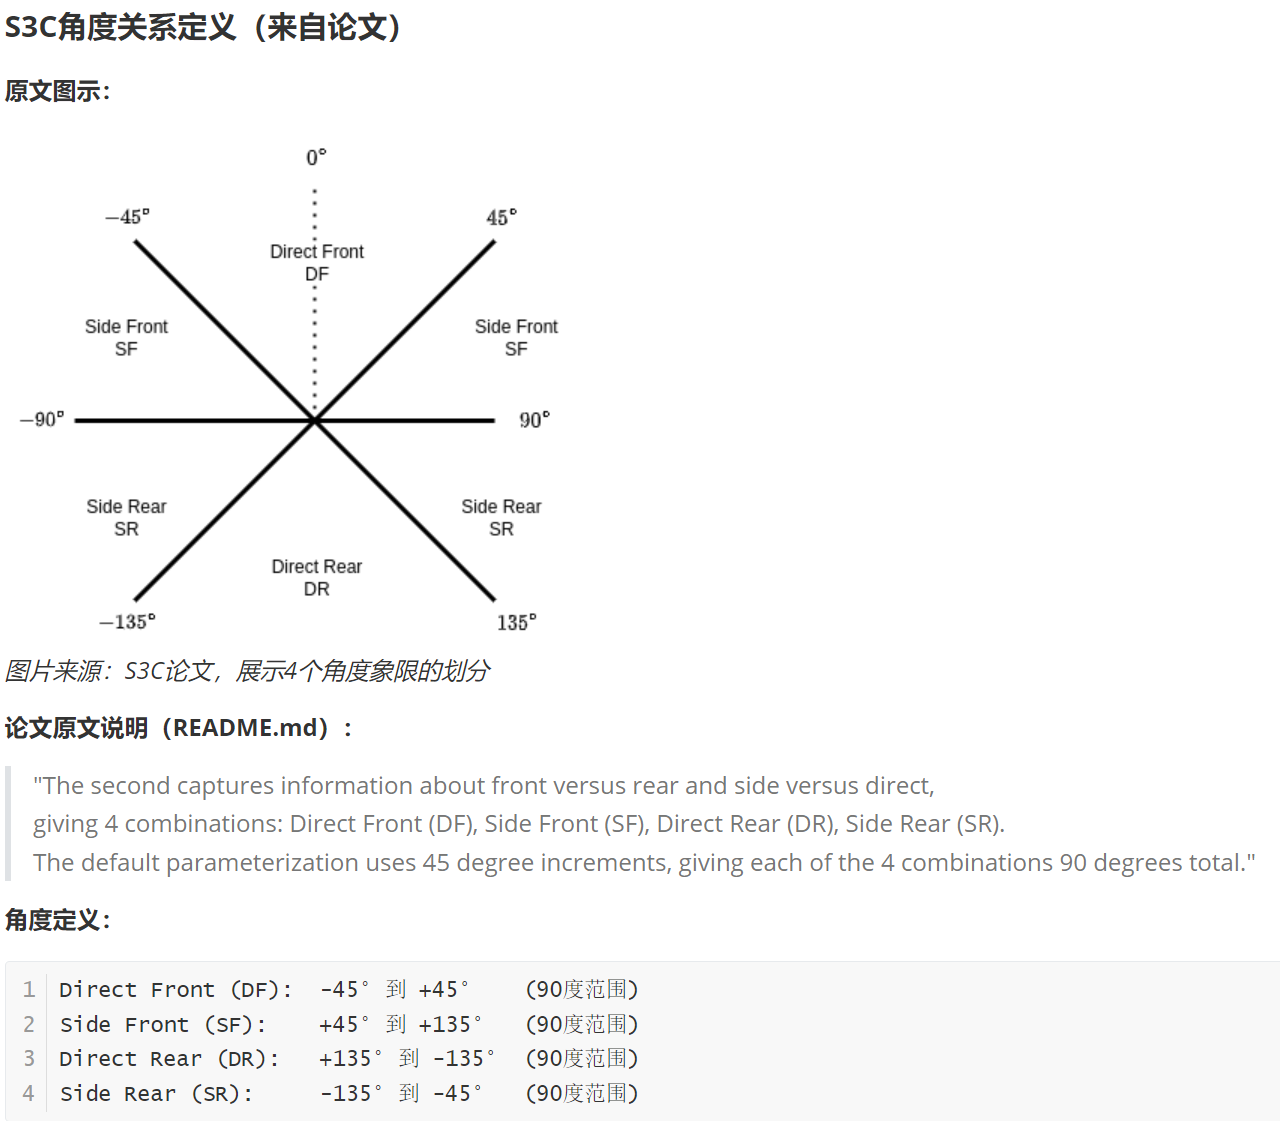 S3C角度关系定义（来自论文）
原文图示：
0°
−45°
45°
Direct Front
DF
Side Front
SF
Side Front
SF
−90°
90°
Side Rear
SR
Side Rear
SR
Direct Rear
DR
−135°
135°
图片来源：S3C论文，展示4个角度象限的划分
论文原文说明（README.md）：
"The second captures information about front versus rear and side versus direct,
giving 4 combinations: Direct Front (DF), Side Front (SF), Direct Rear (DR), Side Rear (SR).
The default parameterization uses 45 degree increments, giving each of the 4 combinations 90 degrees total."
角度定义：
1 Direct Front (DF): -45° 到 +45° (90度范围)
2 Side Front (SF): +45° 到 +135° (90度范围)
3 Direct Rear (DR): +135° 到 -135° (90度范围)
4 Side Rear (SR): -135° 到 -45° (90度范围)